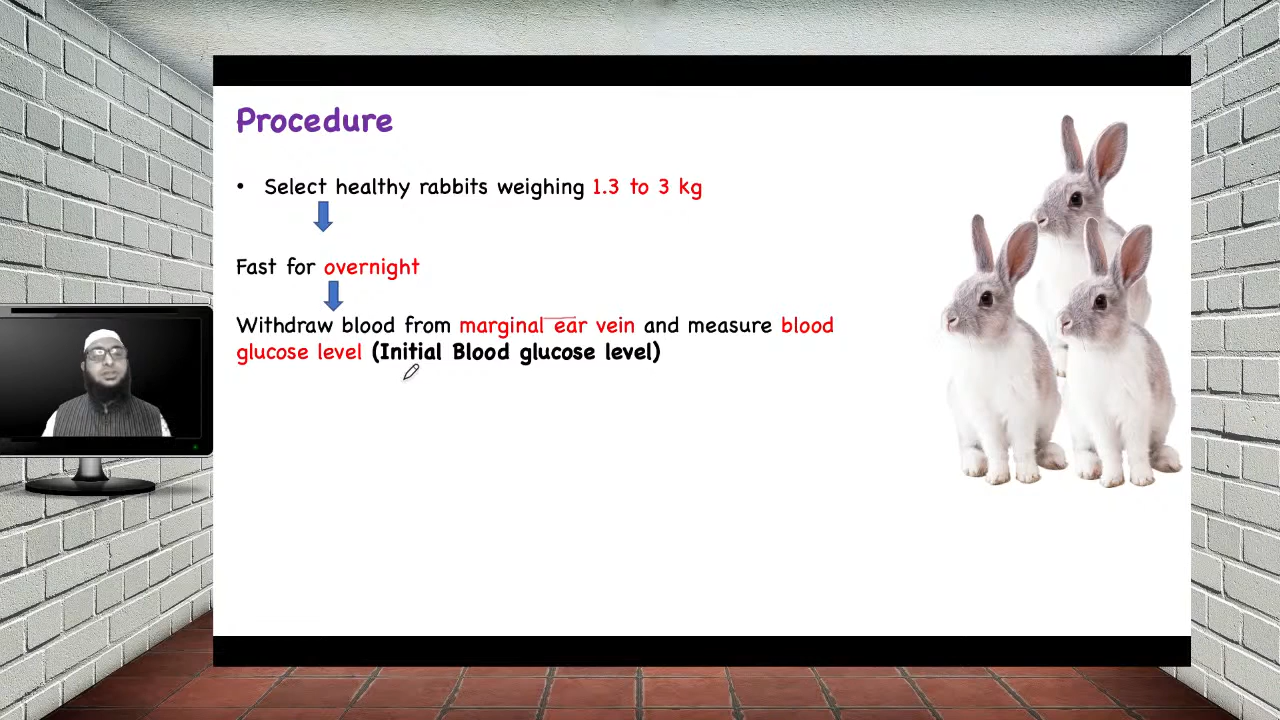 Procedure
• Select healthy rabbits weighing 1.3 to 3 kg
Fast for overnight
Withdraw blood from marginal ear vein and measure blood
glucose level (Initial Blood glucose level)